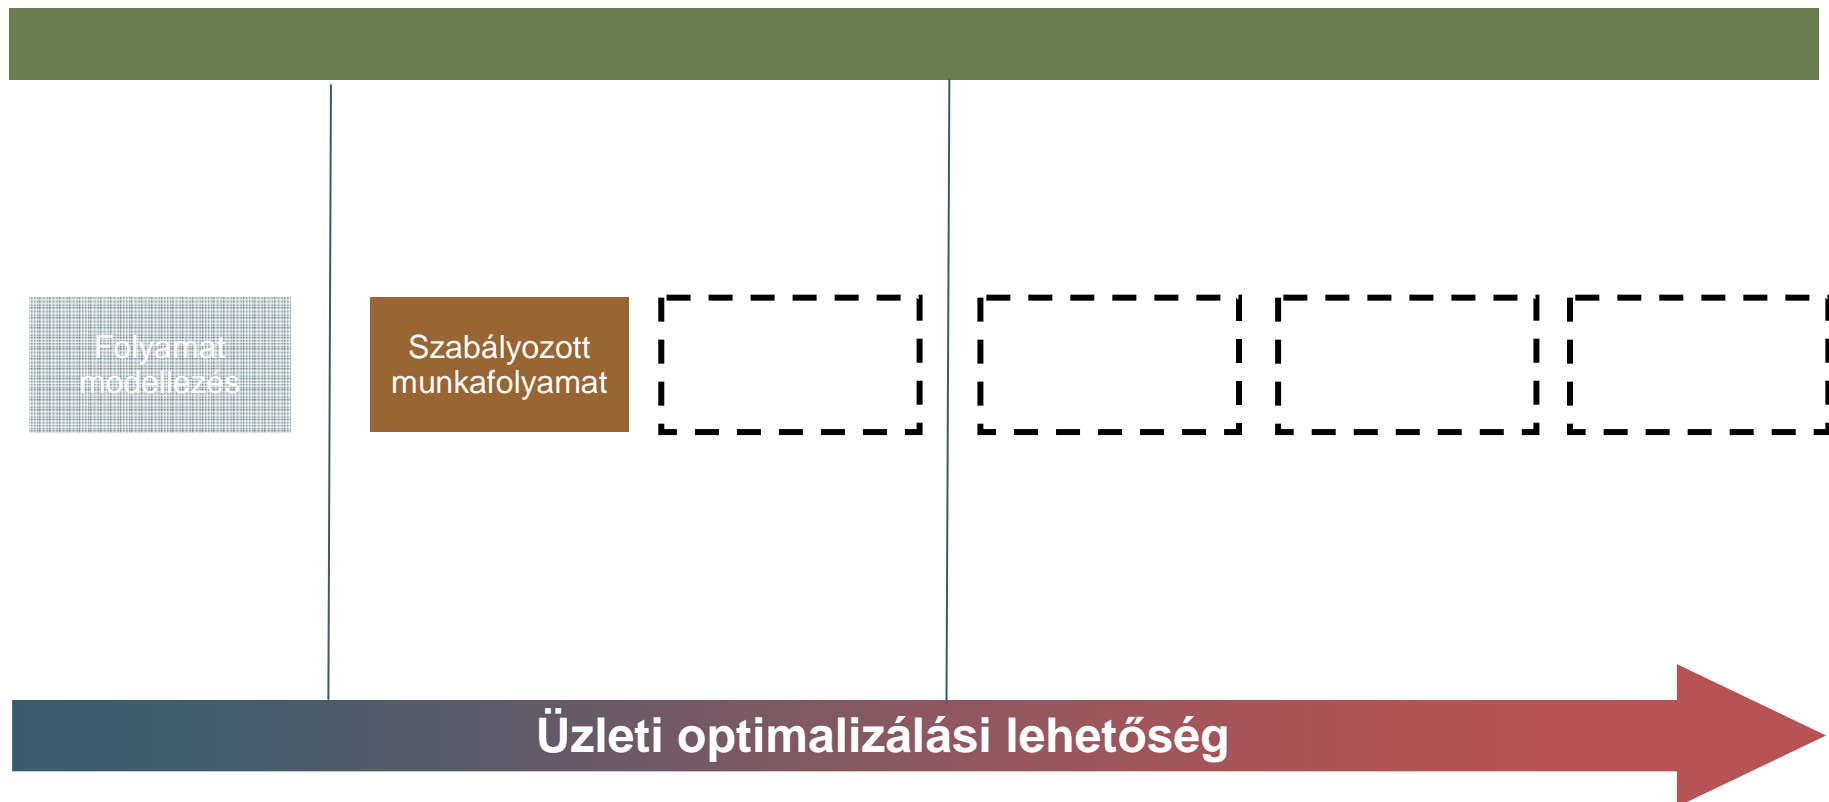 Folyamat
modellezés
Szabályozott
munkafolyamat
Üzleti optimalizálási lehetőség